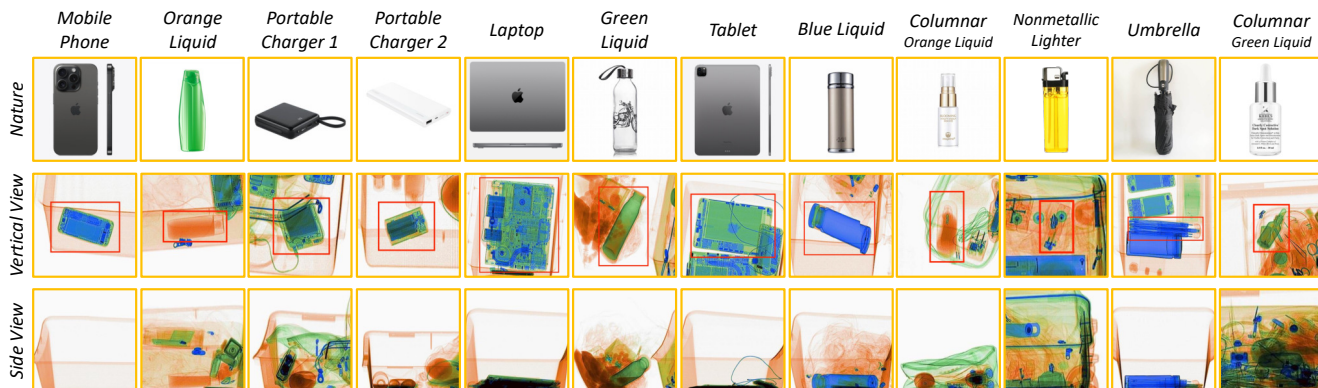 Mobile Phone
Orange Liquid
Portable Charger 1
Portable Charger 2
Laptop
Green Liquid
Tablet
Blue Liquid
Columnar Orange Liquid
Nonmetallic Lighter
Umbrella
Columnar Green Liquid
Nature
Vertical View
Side View